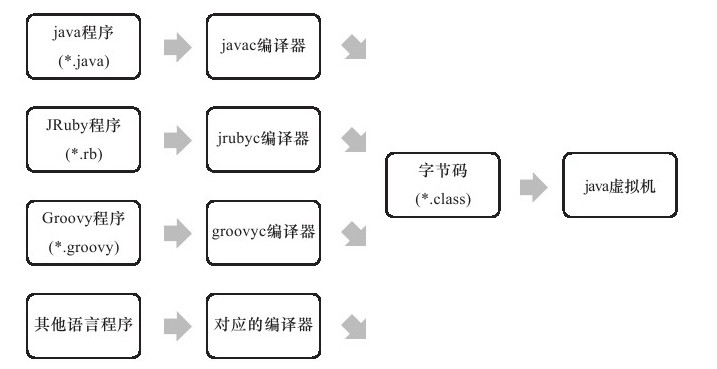 java程序
(*.java)
javac编译器
JRuby程序
(*.rb)
jrubyc编译器
Groovy程序
(*.groovy)
groovyc编译器
其他语言程序
对应的编译器
字节码
(*.class)
java虚拟机